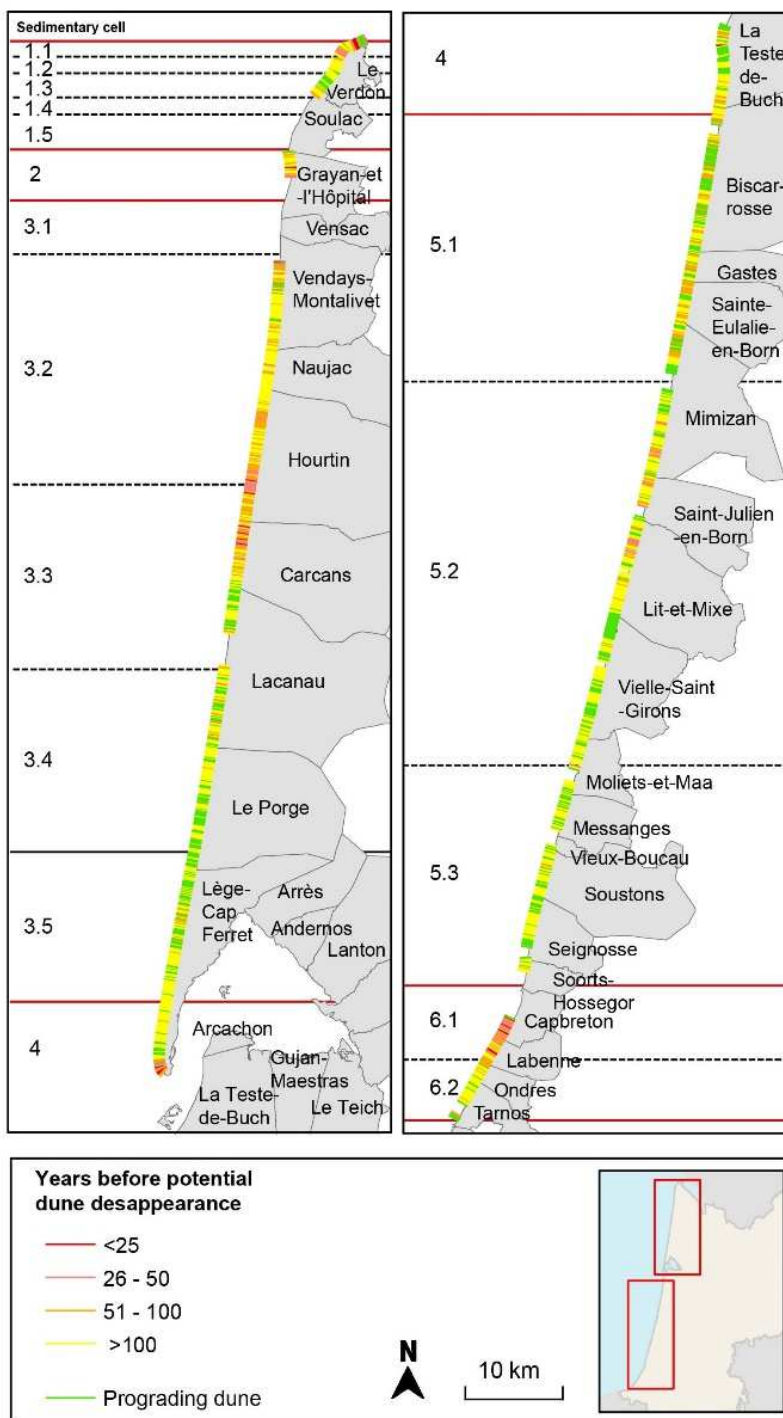 Sedimentary cell
1.1
1.2
1.3
1.4
1.5
2
3.1
3.2
3.3
3.4
3.5
4
Le
Verdon
Soulac
Grayan-et
-l'Hôpital
Vensac
Vendays-
Montalivet
Naujac
Hourtin
Carcans
Lacanau
Le Porge
Lège-
Cap
Ferret
Arrès
Andernos
Lanton
Arcachon
Gujan-
Maestras
La Teste-
de-Buch
Le Teich
4
5.1
5.2
5.3
6.1
6.2
La
Teste
de-
Buch
Biscar-
rosse
Gastes
Sainte-
Eulalie-
en-Born
Mimizan
Saint-Julien
-en-Born
Lit-et-Mixe
Vielle-Saint
-Girons
Moliets-et-Maa
Messanges
Vieux-Boucau
Soustons
Seignosse
Soorts-
Hossegor
Capbreton
Labenne
Ondres
Tarnos
Years before potential
dune desappearance
<25
26 - 50
51 - 100
>100
Prograding dune
N
10 km